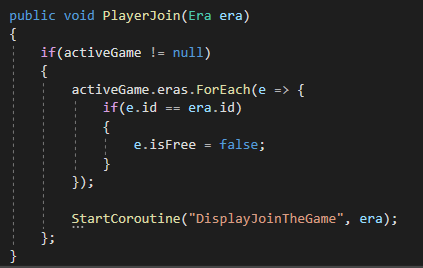 public void PlayerJoin(Era era)
{
    if(activeGame != null)
    {
        activeGame.eras.ForEach(e => {
            if(e.id == era.id)
            {
                e.isFree = false;
            }
        });

        StartCoroutine("DisplayJoinTheGame", era);
    };
}